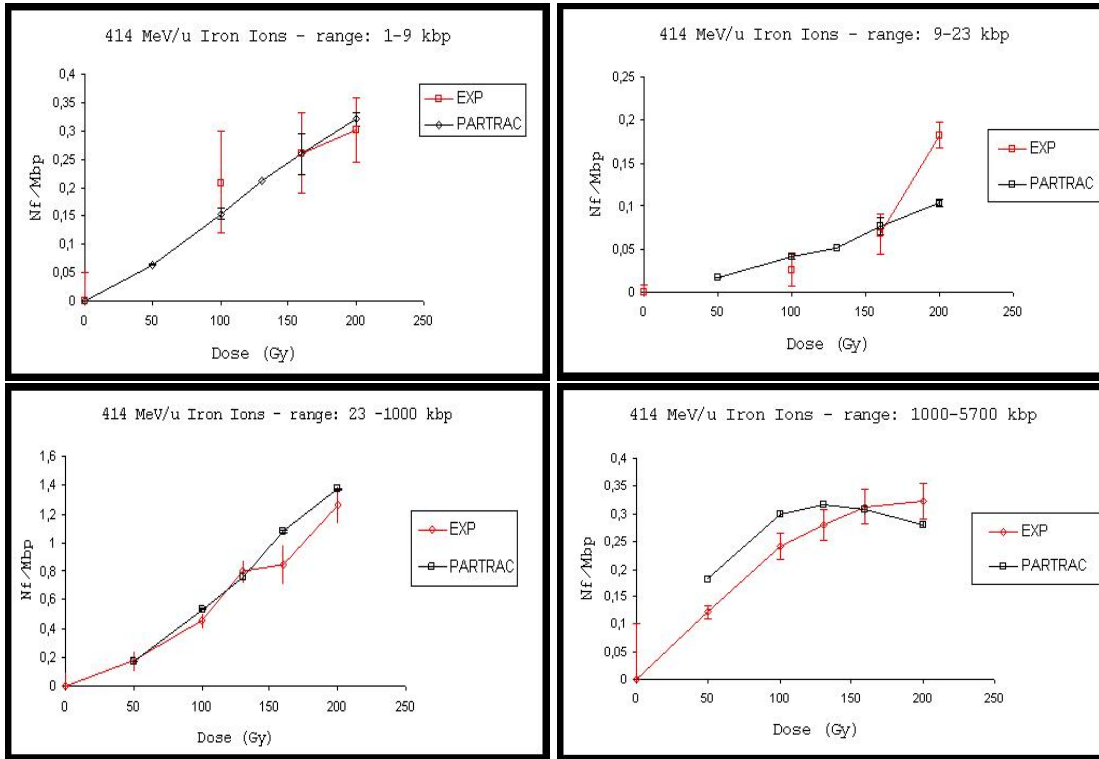 414 MeV/u Iron Ions - range: 1-9 kbp
0,4
0,35
0,3
0,25
0,2
0,15
0,1
0,05
0
Nf/Mbp
0 50 100 150 200 250
Dose (Gy)
EXP
PARTRAC
414 MeV/u Iron Ions - range: 9-23 kbp
0,25
0,2
0,15
0,1
0,05
0
Nf/Mbp
0 50 100 150 200 250
Dose (Gy)
EXP
PARTRAC
414 MeV/u Iron Ions - range: 23 -1000 kbp
1,6
1,4
1,2
1
0,8
0,6
0,4
0,2
0
Nf/Mbp
0 50 100 150 200 250
Dose (Gy)
EXP
PARTRAC
414 MeV/u Iron Ions - range: 1000-5700 kbp
0,4
0,35
0,3
0,25
0,2
0,15
0,1
0,05
0
Nf/Mbp
0 50 100 150 200 250
Dose (Gy)
EXP
PARTRAC